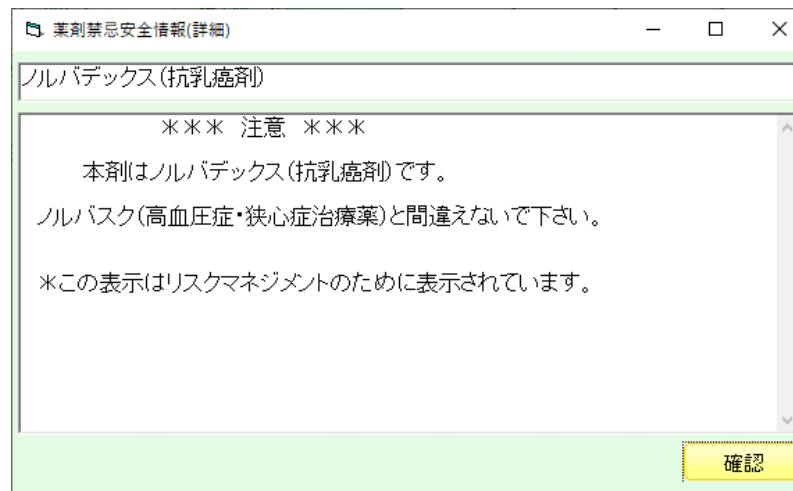 薬剤禁忌安全情報(詳細)
ノルバデックス(抗乳癌剤)
＊＊＊ 注意 ＊＊＊
本剤はノルバデックス(抗乳癌剤)です。
ノルバスク(高血圧症・狭心症治療薬)と間違えないで下さい。
＊この表示はリスクマネジメントのために表示されています。
確認